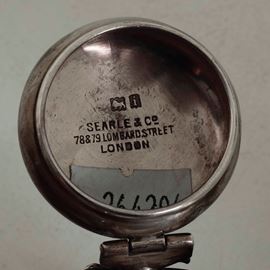 SEARLE & Co
78 & 79 LOMBARD STREET
LONDON